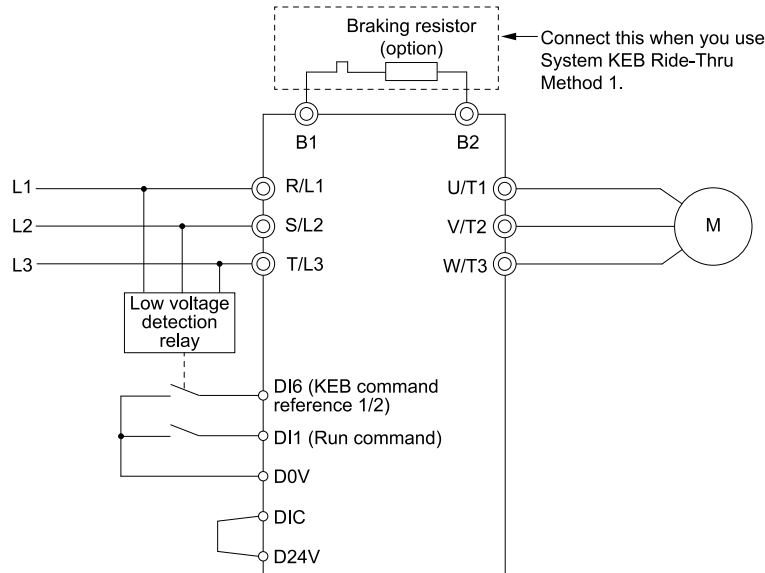 Braking resistor
(option)
Connect this when you use
System KEB Ride-Thru
Method 1.
B1
B2
L1
R/L1
U/T1
L2
S/L2
V/T2
M
L3
T/L3
W/T3
Low voltage
detection
relay
DI6 (KEB command
reference 1/2)
DI1 (Run command)
D0V
DIC
D24V